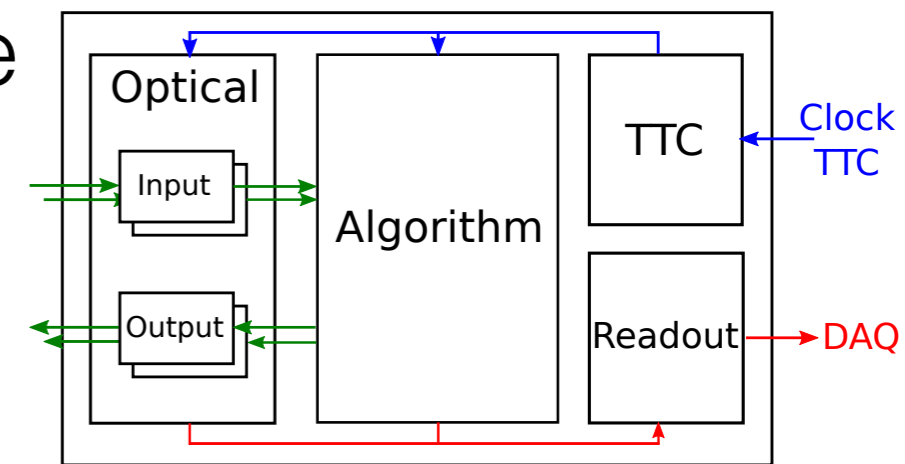 e
Optical
Input
Output
Algorithm
TTC
Readout
Clock
TTC
DAQ